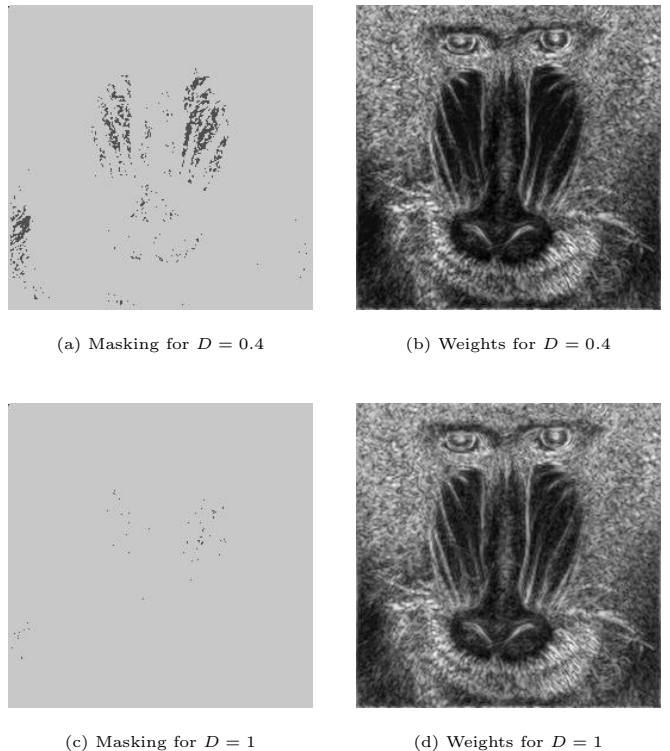 (a) Masking for D = 0.4
(b) Weights for D = 0.4
(c) Masking for D = 1
(d) Weights for D = 1